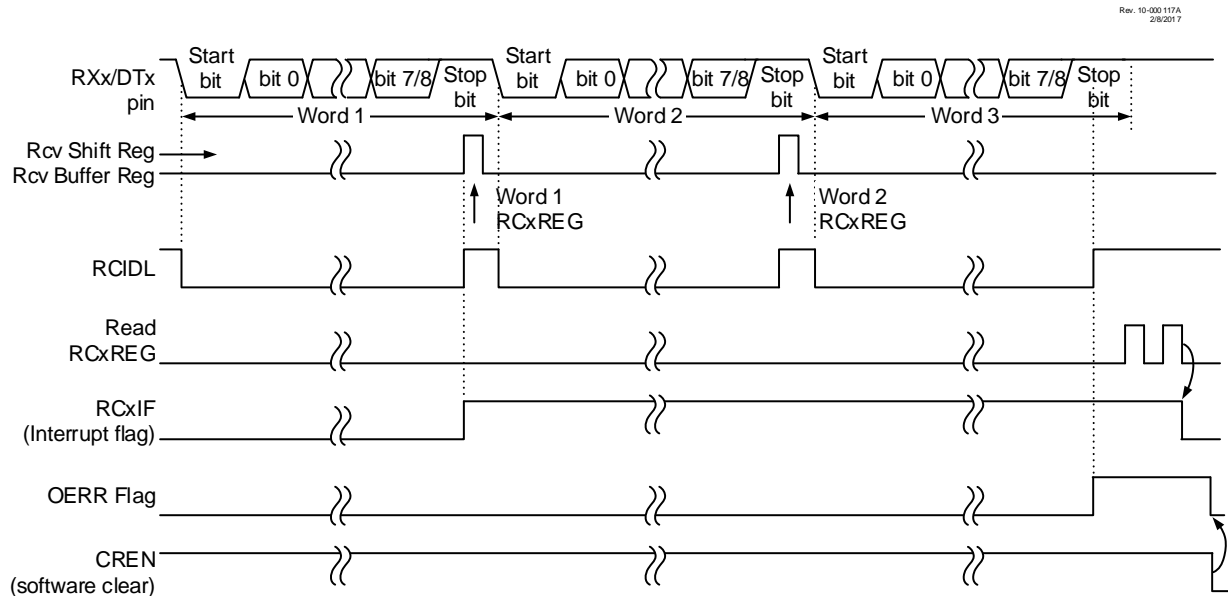 Rev. 10-000117A
2/8/2017
RXx/DTx
pin
Start
bit
bit 0
bit 7/8
Stop
bit
Start
bit
bit 0
bit 7/8
Stop
bit
Start
bit
bit 0
bit 7/8
Stop
bit
Word 1
Word 2
Word 3
Rcv Shift Reg
Rcv Buffer Reg
Word 1
RCxREG
Word 2
RCxREG
RCIDL
Read
RCxREG
RCxIF
(Interrupt flag)
OERR Flag
CREN
(software clear)